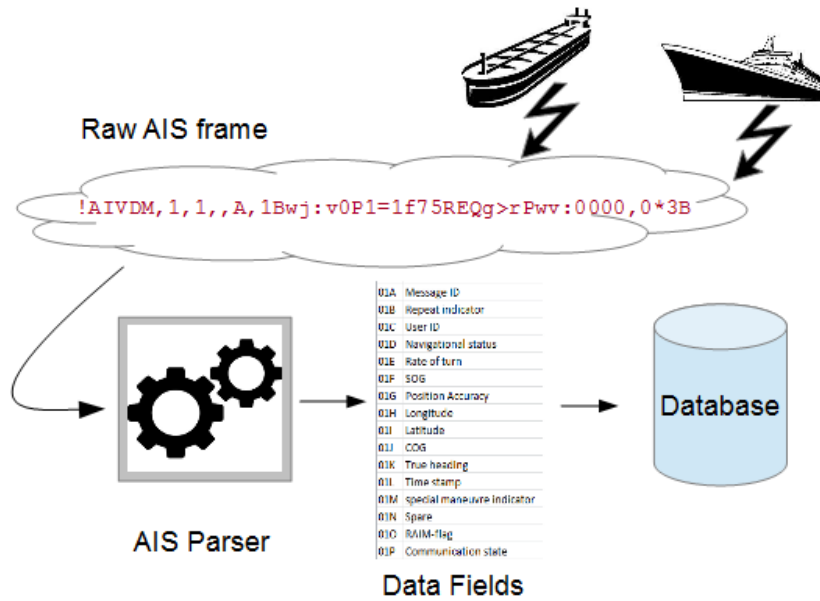 Raw AIS frame
!AIVDM,1,1,,A,1Bwj:v0P1=1f75REQg>rPwv:0000,0*3B
01A Message ID
01B Repeat indicator
01C User ID
01D Navigational status
01E Rate of turn
01F SOG
01G Position Accuracy
01H Longitude
01I Latitude
01J COG
01K True heading
01L Time stamp
01M special maneuvre indicator
01N Spare
01O RAIM-flag
01P Communication state
Database
AIS Parser
Data Fields